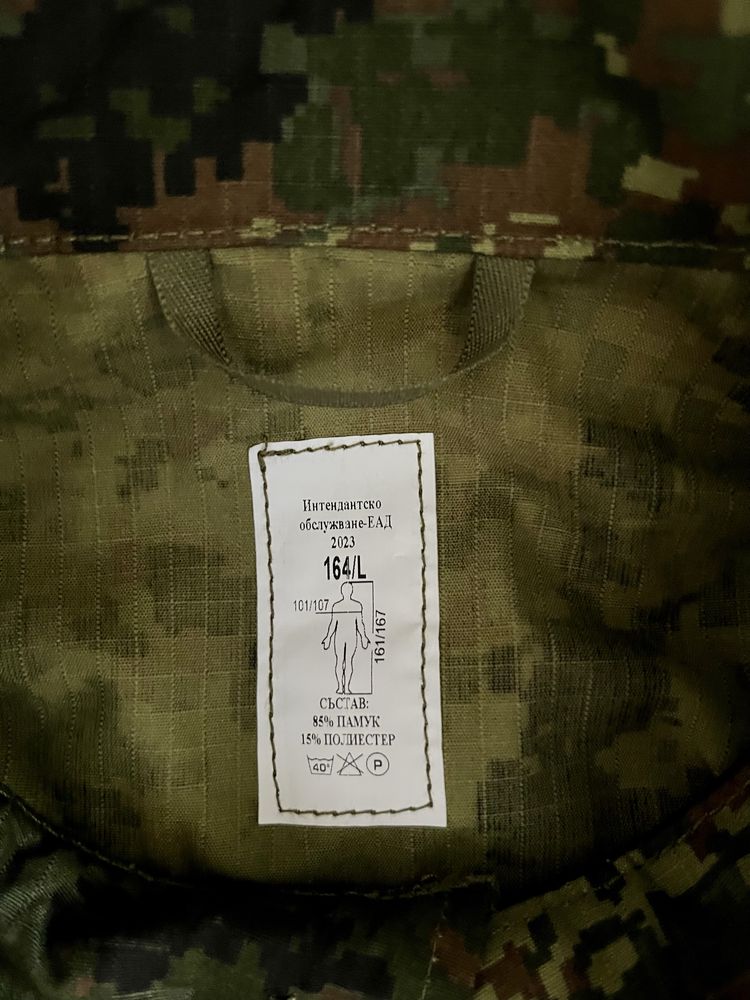 Интендантско
обслужване-ЕАД
2023
164/L
101/107
161/167
СЪСТАВ:
85% ПАМУК
15% ПОЛИЕСТЕР
40° P